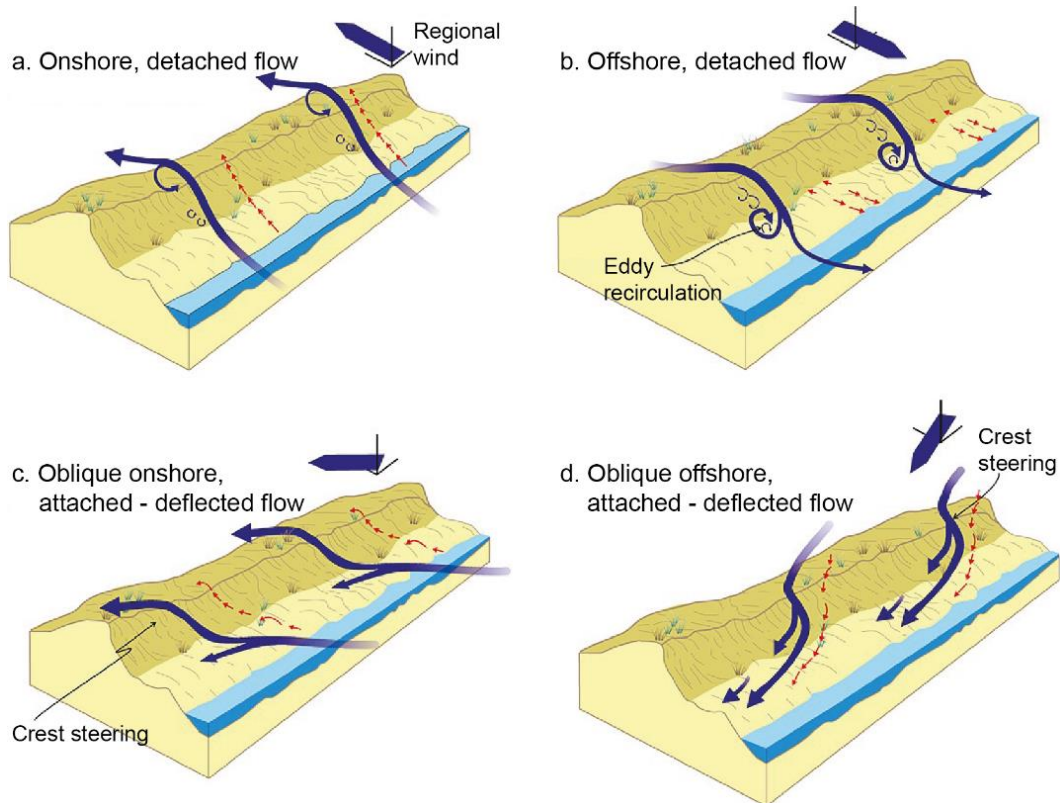 a. Onshore, detached flow
Regional
wind
b. Offshore, detached flow
Eddy
recirculation
c. Oblique onshore,
attached - deflected flow
Crest steering
d. Oblique offshore,
attached - deflected flow
Crest
steering